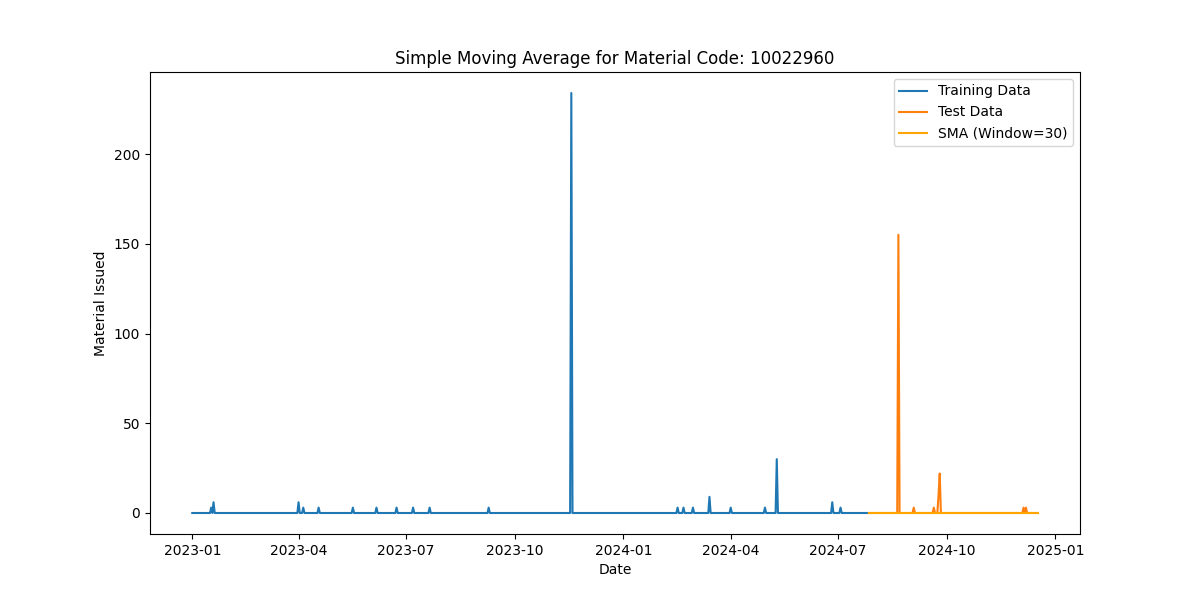 Simple Moving Average for Material Code: 10022960
Training Data
Test Data
SMA (Window=30)
Material Issued
200
150
100
50
0
2023-01
2023-04
2023-07
2023-10
2024-01
2024-04
2024-07
2024-10
2025-01
Date